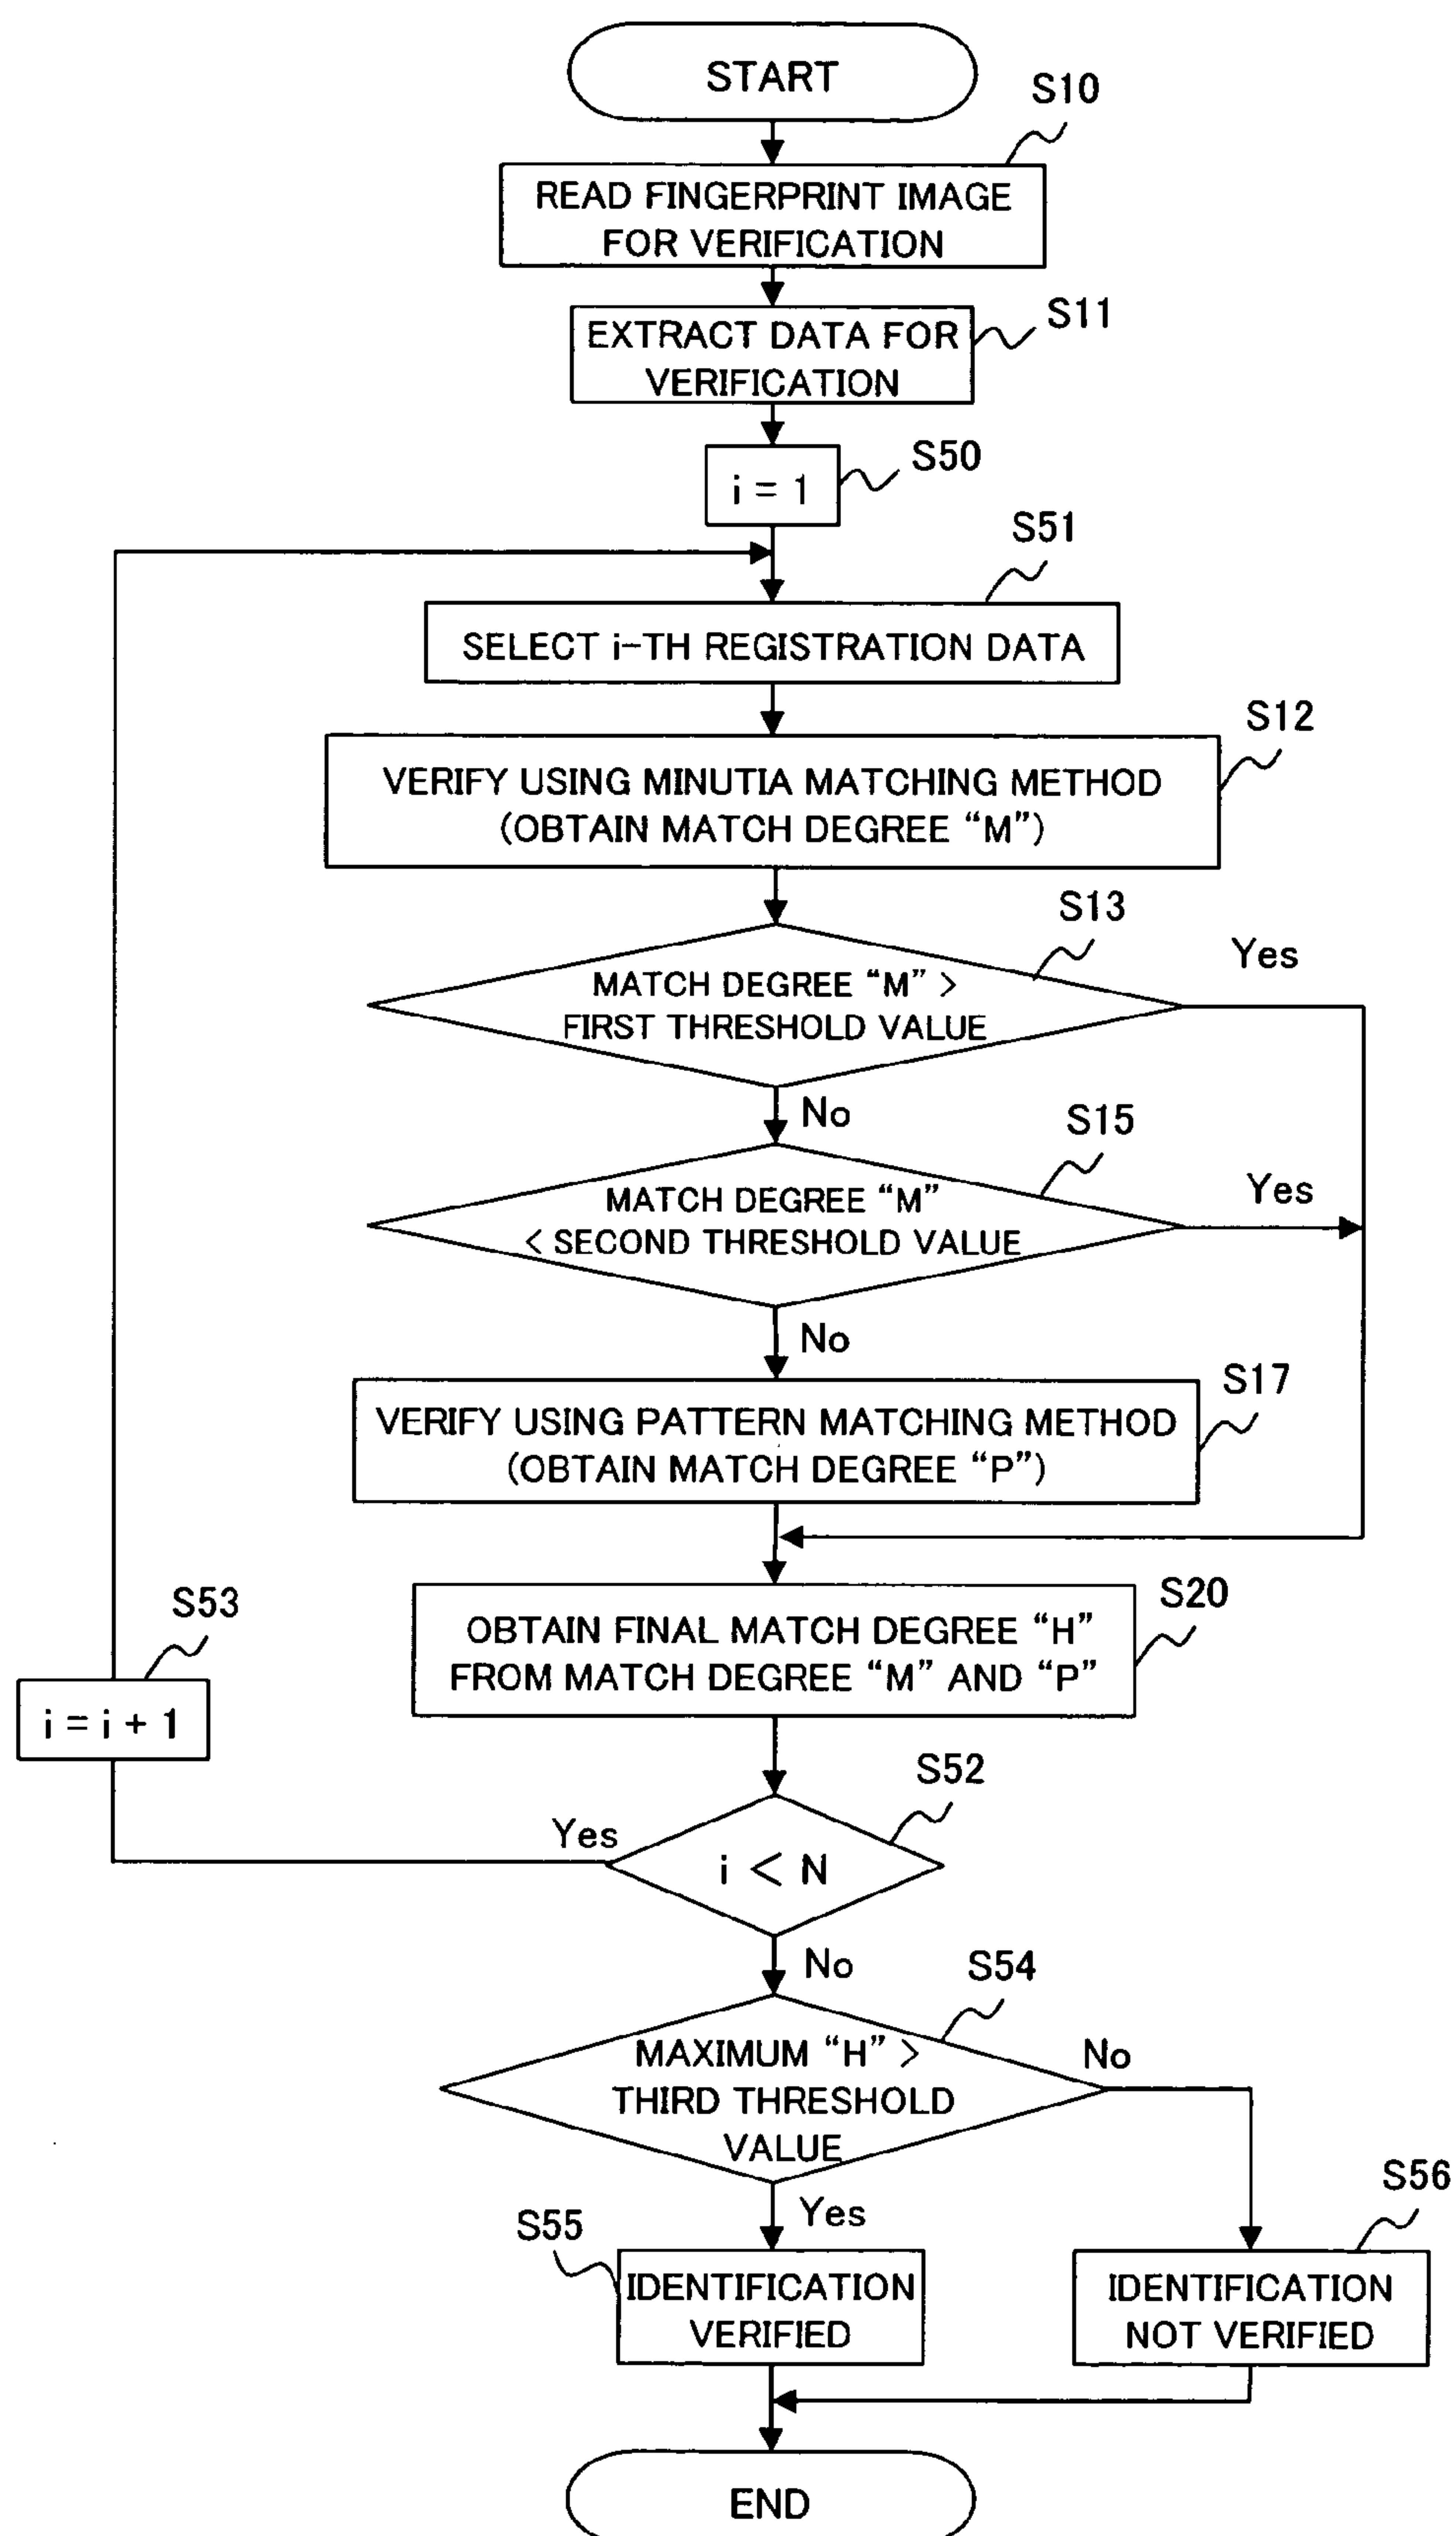 START
S10
READ FINGERPRINT IMAGE
FOR VERIFICATION
S11
EXTRACT DATA FOR
VERIFICATION
S50
i = 1
S51
SELECT i-TH REGISTRATION DATA
S12
VERIFY USING MINUTIA MATCHING METHOD
(OBTAIN MATCH DEGREE “M”)
S13
Yes
MATCH DEGREE “M” >
FIRST THRESHOLD VALUE
No
S15
Yes
MATCH DEGREE “M”
< SECOND THRESHOLD VALUE
No
S17
VERIFY USING PATTERN MATCHING METHOD
(OBTAIN MATCH DEGREE “P”)
S53
S20
OBTAIN FINAL MATCH DEGREE “H”
FROM MATCH DEGREE “M” AND “P”
i = i + 1
S52
Yes
i < N
No
S54
MAXIMUM “H” >
No
THIRD THRESHOLD
VALUE
Yes
S55
S56
IDENTIFICATION
VERIFIED
IDENTIFICATION
NOT VERIFIED
END